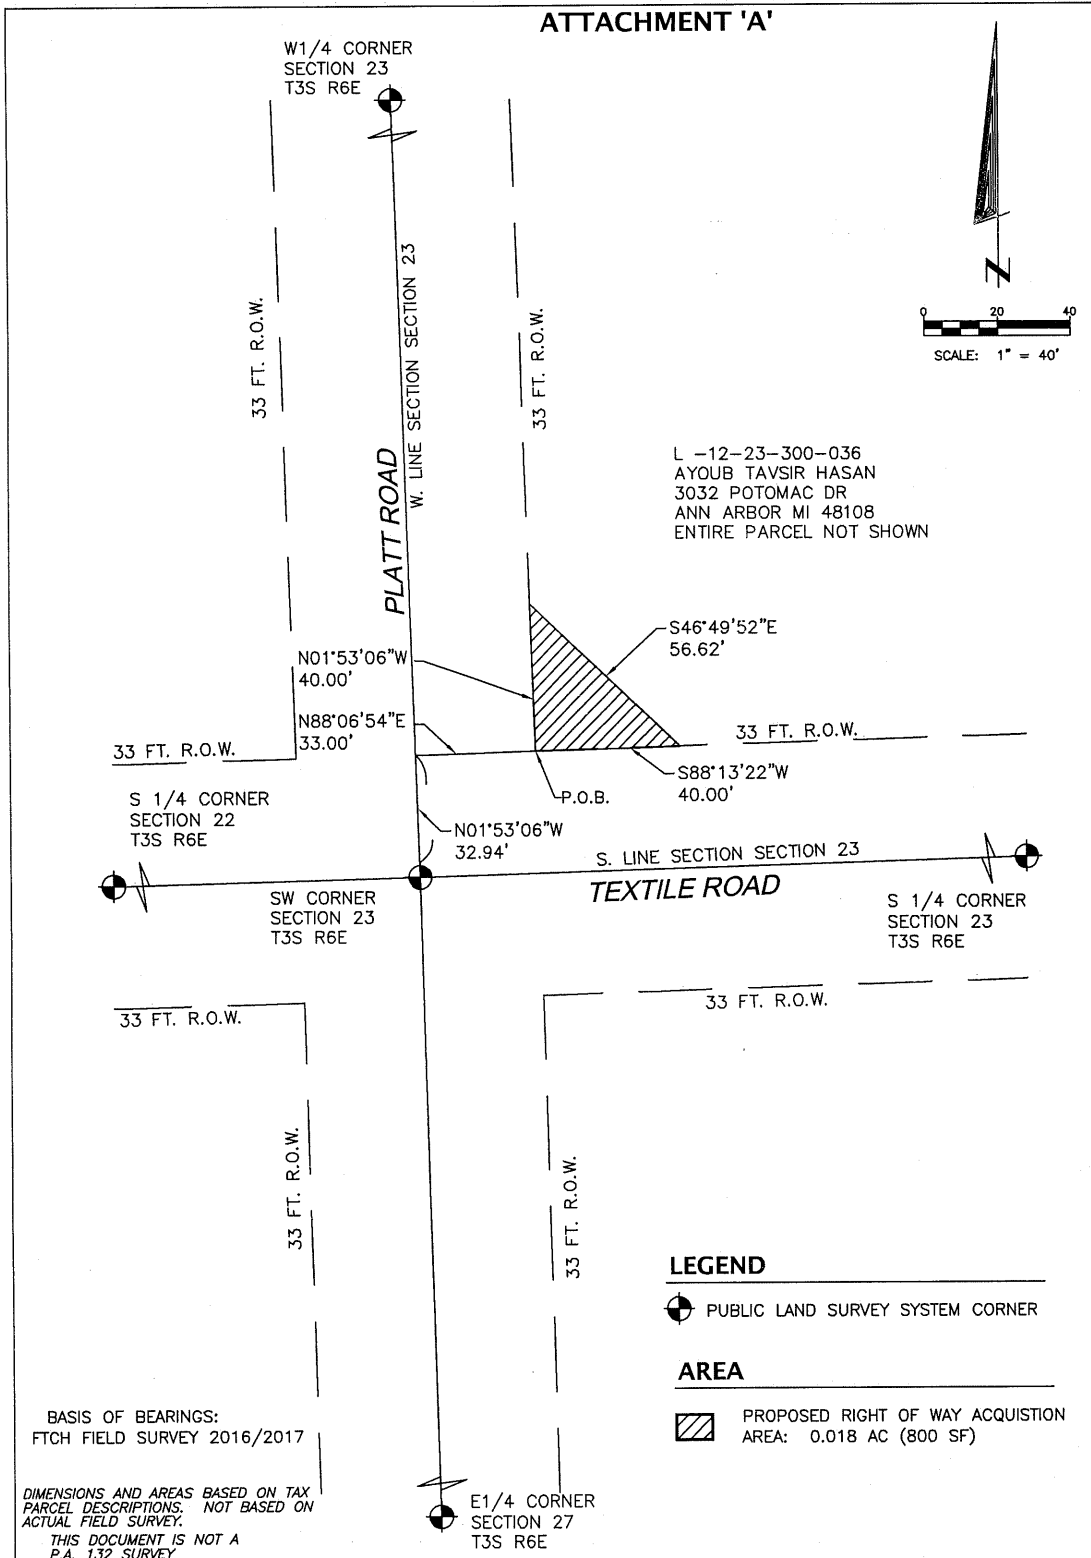 ATTACHMENT 'A'
W1/4 CORNER
SECTION 23
T3S R6E
N
0 20 40
SCALE: 1" = 40'
33 FT. R.O.W.
W. LINE SECTION SECTION 23
33 FT. R.O.W.
PLATT ROAD
L -12-23-300-036
AYOUB TAVSIR HASAN
3032 POTOMAC DR
ANN ARBOR MI 48108
ENTIRE PARCEL NOT SHOWN
S46°49'52"E
56.62'
N01°53'06"W
40.00'
N88°06'54"E
33.00'
33 FT. R.O.W.
33 FT. R.O.W.
S88°13'22"W
40.00'
P.O.B.
S 1/4 CORNER
SECTION 22
T3S R6E
N01°53'06"W
32.94'
S. LINE SECTION SECTION 23
TEXTILE ROAD
SW CORNER
SECTION 23
T3S R6E
S 1/4 CORNER
SECTION 23
T3S R6E
33 FT. R.O.W.
33 FT. R.O.W.
33 FT. R.O.W.
33 FT. R.O.W.
LEGEND
PUBLIC LAND SURVEY SYSTEM CORNER
AREA
PROPOSED RIGHT OF WAY ACQUISTION
AREA: 0.018 AC (800 SF)
BASIS OF BEARINGS:
FTCH FIELD SURVEY 2016/2017
DIMENSIONS AND AREAS BASED ON TAX
PARCEL DESCRIPTIONS. NOT BASED ON
ACTUAL FIELD SURVEY.
THIS DOCUMENT IS NOT A
P.A. 132 SURVEY
E1/4 CORNER
SECTION 27
T3S R6E